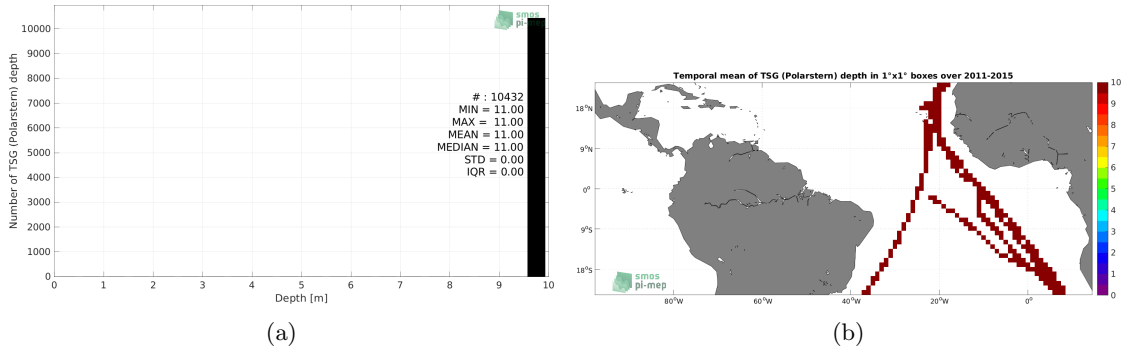 smos
pi-mep
10000
9000
8000
7000
6000
5000
4000
3000
2000
1000
0
Number of TSG (Polarstern) depth
# : 10432
MIN = 11.00
MAX = 11.00
MEAN = 11.00
MEDIAN = 11.00
STD = 0.00
IQR = 0.00
0 1 2 3 4 5 6 7 8 9 10
Depth [m]
(a)
Temporal mean of TSG (Polarstern) depth in 1°x1° boxes over 2011-2015
18°N
9°N
0°
9°S
18°S
80°W 60°W 40°W 20°W 0°
10
9
8
7
6
5
4
3
2
1
0
smos
pi-mep
(b)